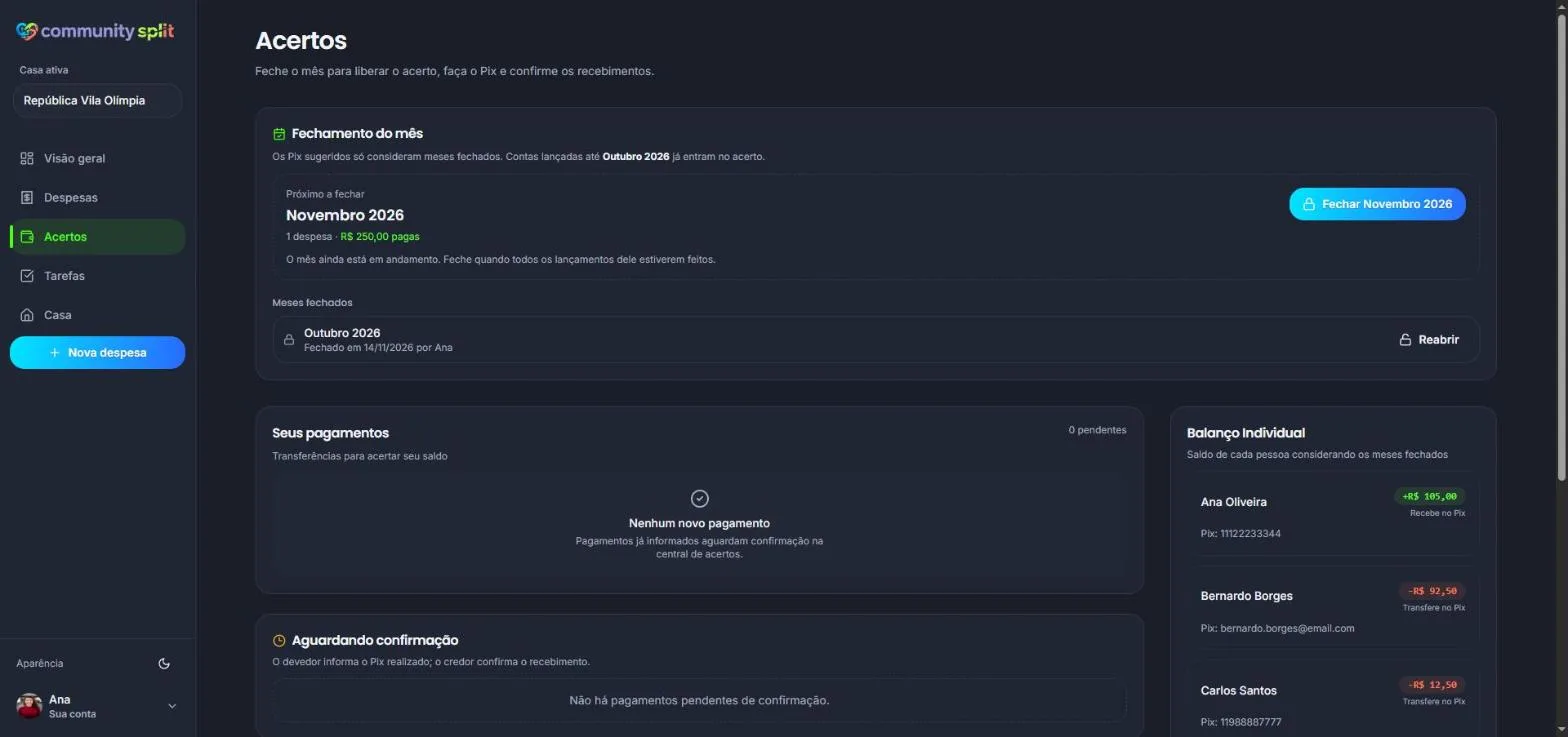 community split
Casa ativa
República Vila Olímpia
Visão geral
Despesas
Acertos
Tarefas
Casa
+ Nova despesa
Aparência
Ana
Sua conta
Acertos
Feche o mês para liberar o acerto, faça o Pix e confirme os recebimentos.
Fechamento do mês
Os Pix sugeridos só consideram meses fechados. Contas lançadas até Outubro 2026 já entram no acerto.
Próximo a fechar
Novembro 2026
1 despesa · R$ 250,00 pagas
O mês ainda está em andamento. Feche quando todos os lançamentos dele estiverem feitos.
Fechar Novembro 2026
Meses fechados
Outubro 2026
Fechado em 14/11/2026 por Ana
Reabrir
Seus pagamentos
0 pendentes
Transferências para acertar seu saldo
Nenhum novo pagamento
Pagamentos já informados aguardam confirmação na
central de acertos.
Aguardando confirmação
O devedor informa o Pix realizado; o credor confirma o recebimento.
Não há pagamentos pendentes de confirmação.
Balanço Individual
Saldo de cada pessoa considerando os meses fechados
Ana Oliveira
+R$ 105,00
Recebe no Pix
Pix: 11122233344
Bernardo Borges
-R$ 92,50
Transfere no Pix
Pix: bernardo.borges@email.com
Carlos Santos
-R$ 12,50
Transfere no Pix
Pix: 11988887777